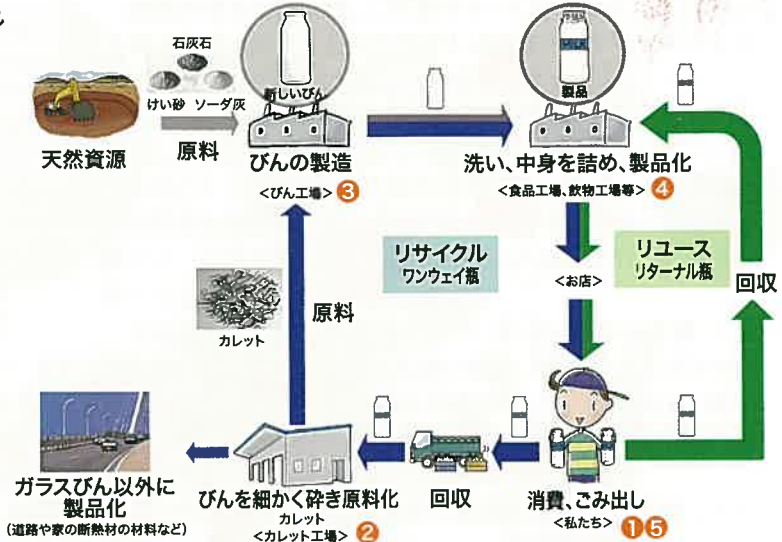 石灰石
けい砂 ソーダ灰
天然資源
原料
新しいびん
びんの製造
<びん工場> ③
製品
洗い、中身を詰め、製品化
<食品工場、飲物工場等> ④
リサイクル
ワンウェイ瓶
<お店>
リユース
リターナル瓶
回収
原料
カレット
ガラスびん以外に
製品化
(道路や家の断熱材の材料など)
びんを細かく砕き原料化
カレット
<カレット工場> ②
回収
消費、ごみ出し
<私たち> ①⑤